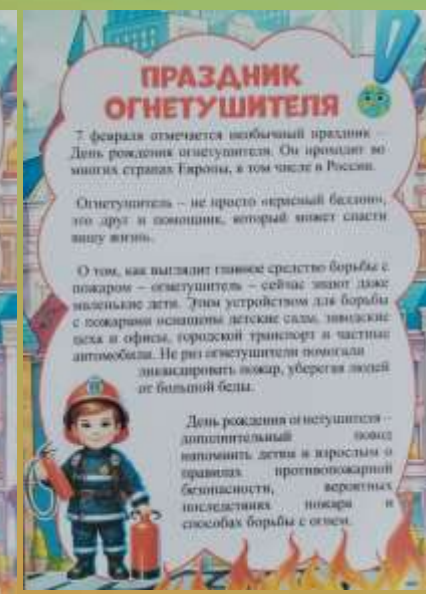 ПРАЗДНИК
ОГНЕТУШИТЕЛЯ
7 февраля отмечается необычный праздник –
День рождения огнетушителя. Он проходит во
многих странах Европы, в том числе в России.
Огнетушитель – не просто «красный баллон»,
это друг и помощник, который может спасти
вашу жизнь.
О том, как выглядит главное средство борьбы с
пожаром – огнетушитель – сейчас знают даже
маленькие дети. Этим устройством для борьбы
с пожарами оснащены детские сады, заводские
цеха и офисы, городской транспорт и частные
автомобили. Не раз огнетушители помогали
ликвидировать пожар, уберегая людей
от большой беды.
День рождения огнетушителя –
дополнительный повод
напомнить детям и взрослым о
правилах противопожарной
безопасности, вероятных
последствиях пожара и
способах борьбы с огнем.